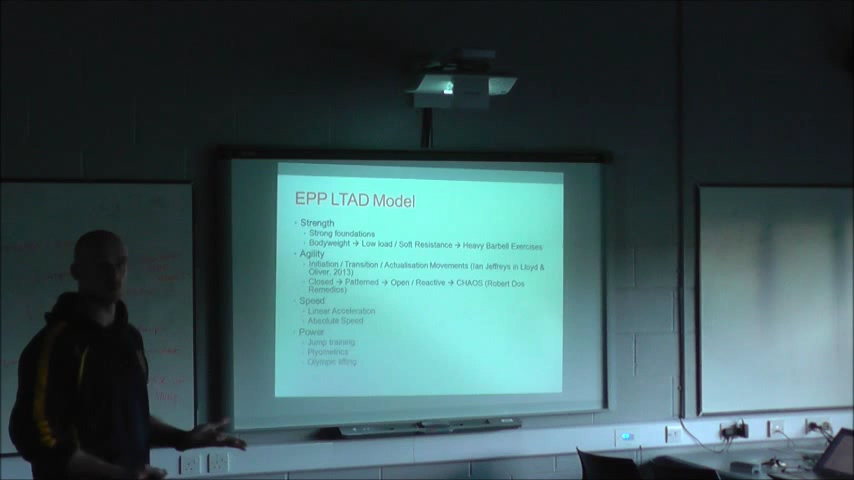 EPP LTAD Model
Strength
Strong foundations
Bodyweight → Low load / Soft Resistance → Heavy Barbell Exercises
Agility
Initiation / Transition / Actualisation Movements (Ian Jeffreys in Lloyd &
Oliver, 2013)
Closed → Patterned → Open / Reactive → CHAOS (Robert Dos
Remedios)
Speed
Linear Acceleration
Absolute Speed
Power
Jump training
Plyometrics
Olympic lifting